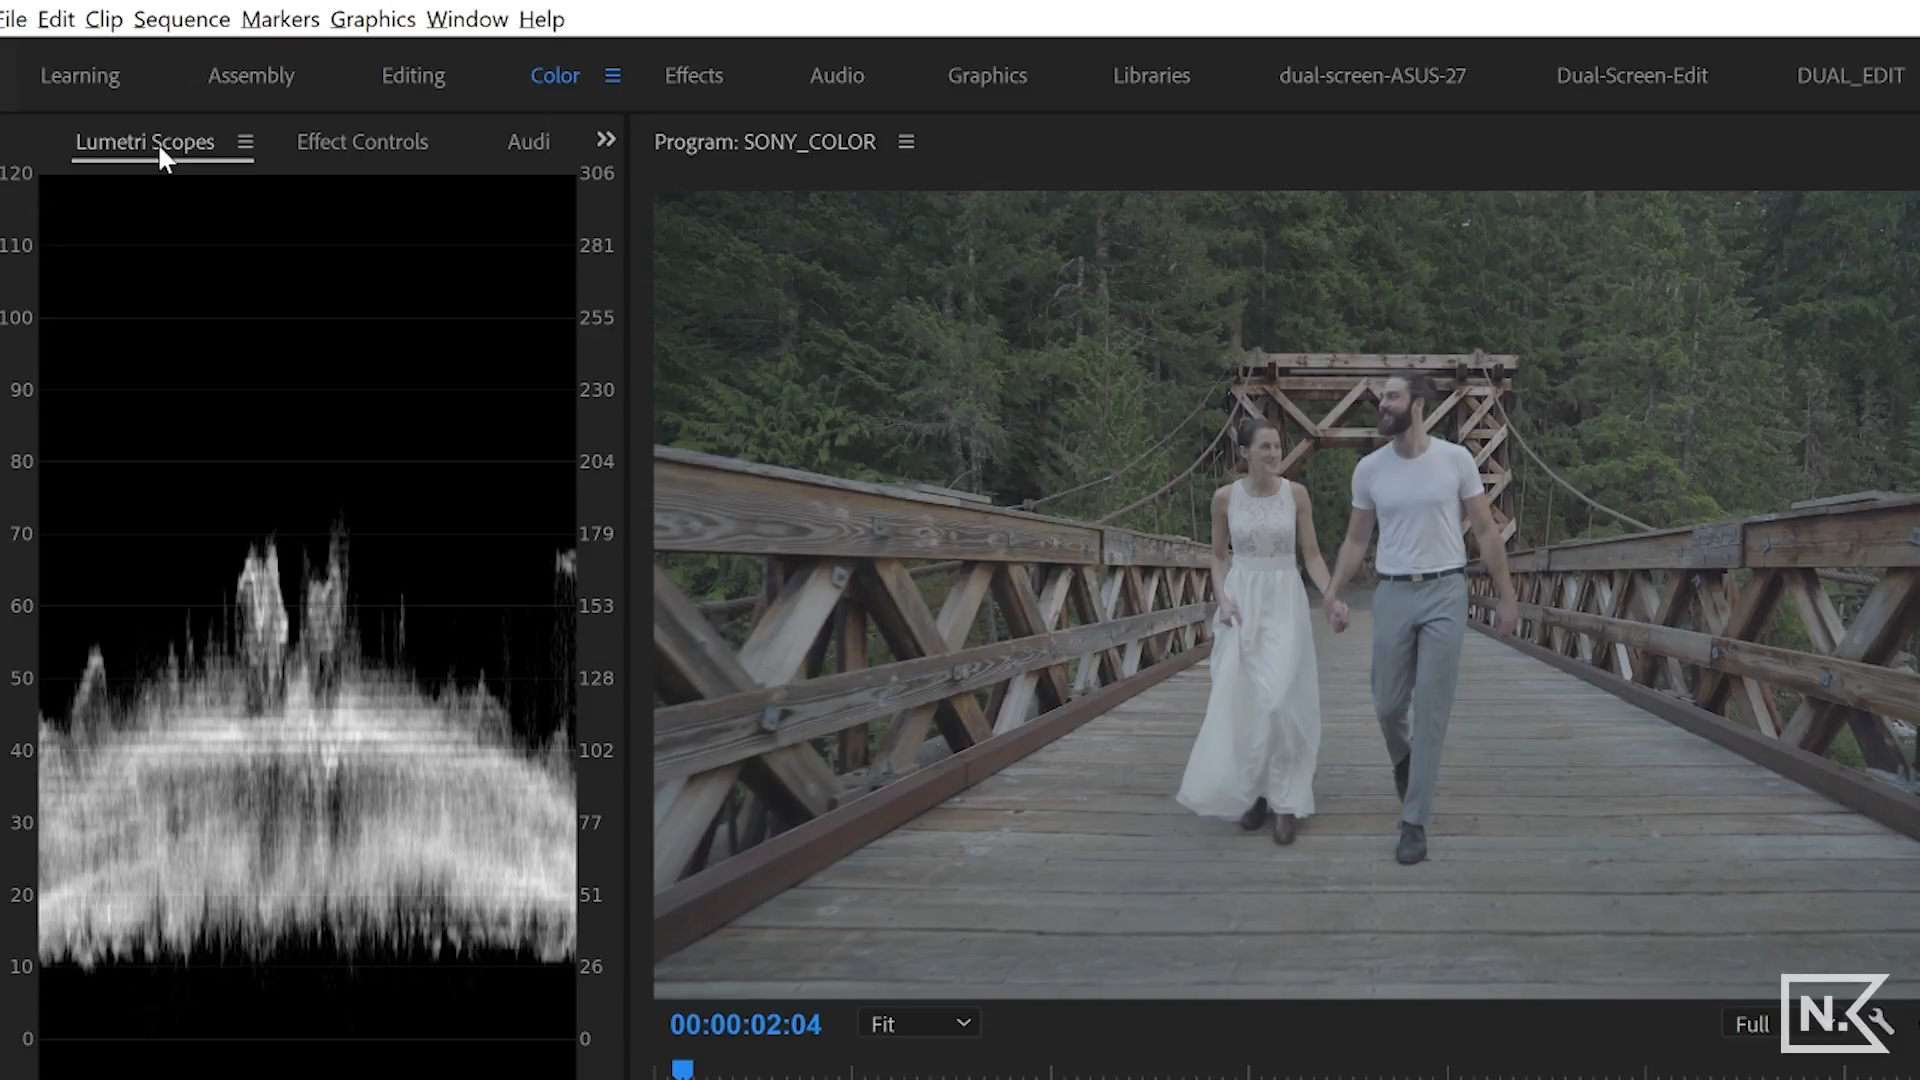 File Edit Clip Sequence Markers Graphics Window Help
Learning Assembly Editing Color Effects Audio Graphics Libraries dual-screen-ASUS-27 Dual-Screen-Edit DUAL_EDIT
Lumetri Scopes Effect Controls Audi Program: SONY_COLOR
120 306
110 281
100 255
90 230
80 204
70 179
60 153
50 128
40 102
30 77
20 51
10 26
0 0
00:00:02:04 Fit Full
N.